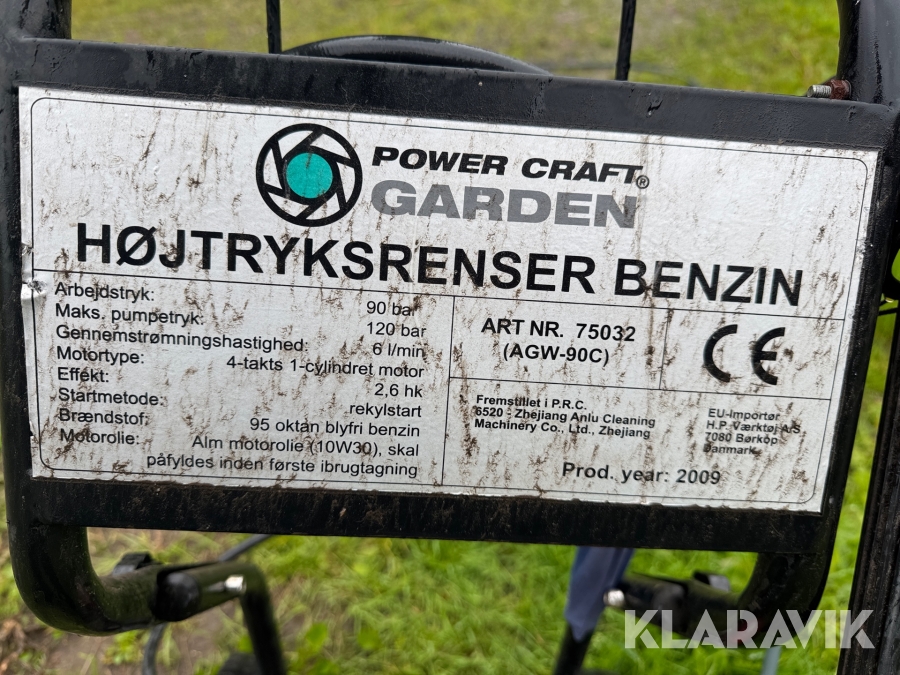 POWER CRAFT®
GARDEN
HØJTRYKSRENSER BENZIN
Arbejdstryk: 90 bar
Maks. pumpetryk: 120 bar
Gennemstrømningshastighed: 6 l/min
Motortype: 4-takts 1-cylindret motor
Effekt: 2,6 hk
Startmetode: rekylstart
Brændstof: 95 oktan blyfri benzin
Motorolie: Alm motorolie (10W30), skal
påfyldes inden første ibrugtagning
ART NR. 75032
(AGW-90C)
CE
Fremstillet i P.R.C.
6520 - Zhejiang Anlu Cleaning
Machinery Co., Ltd., Zhejiang
EU-Importør
H.P. Værktøj A/S
7080 Børkop
Danmark
Prod. year: 2009
KLARAVIK